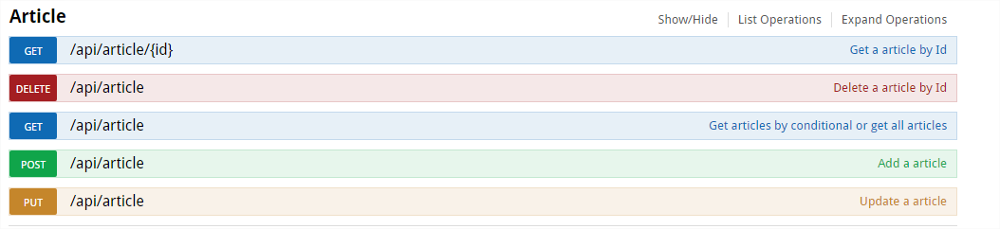 Article
Show/Hide List Operations Expand Operations
GET /api/article/{id} Get a article by Id
DELETE /api/article Delete a article by Id
GET /api/article Get articles by conditional or get all articles
POST /api/article Add a article
PUT /api/article Update a article